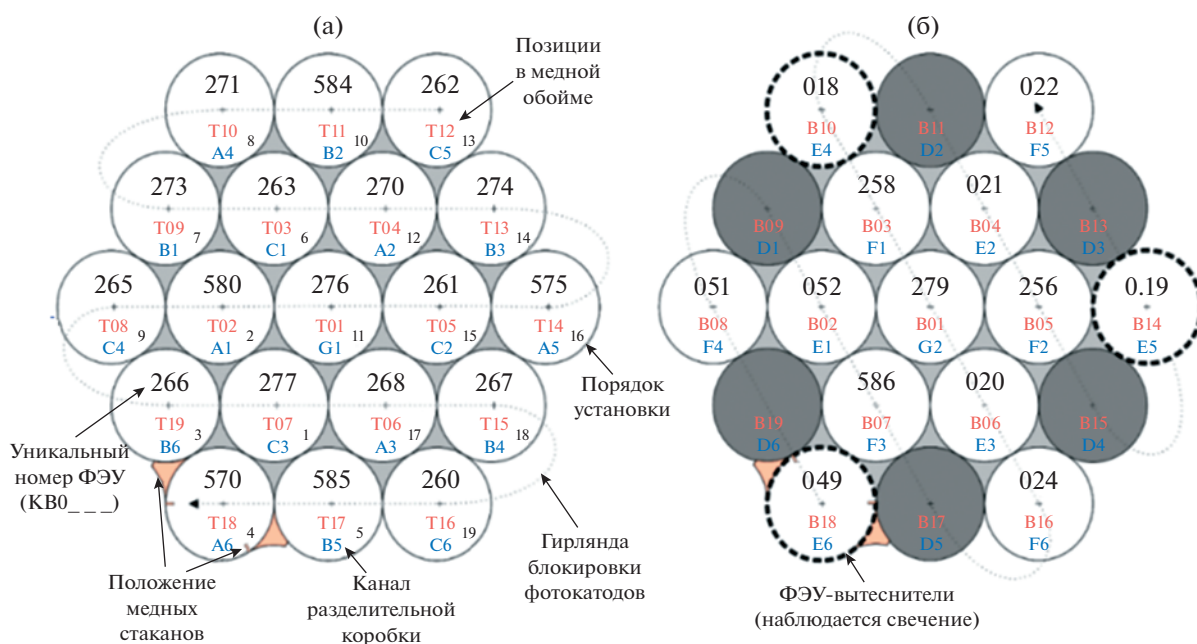 (а)
Позиции
в медной
обойме
271
584
262
T10
8
T11
10
T12
13
A4
B2
C5
273
263
270
274
T09
7
T03
6
T04
12
T13
14
B1
C1
A2
B3
265
580
276
261
575
T08
9
T02
2
T01
11
T05
15
T14
16
C4
A1
G1
C2
A5
266
277
268
267
T19
3
T07
1
T06
17
T15
18
B6
C3
A3
B4
570
585
260
T18
4
T17
5
T16
19
A6
B5
C6
Порядок
установки
Уникальный
номер ФЭУ
(KB0_ _ _)
Положение
медных
стаканов
Канал
разделительной
коробки
Гирлянда
блокировки
фотокатодов
(б)
018
022
B10
B11
B12
E4
D2
F5
258
021
B09
B03
B04
B13
D1
F1
E2
D3
051
052
279
256
0.19
B08
B02
B01
B05
B14
F4
E1
G2
F2
E5
586
020
B19
B07
B06
B15
D6
F3
E3
D4
049
024
B18
B17
B16
E6
D5
F6
ФЭУ-вытеснители
(наблюдается свечение)